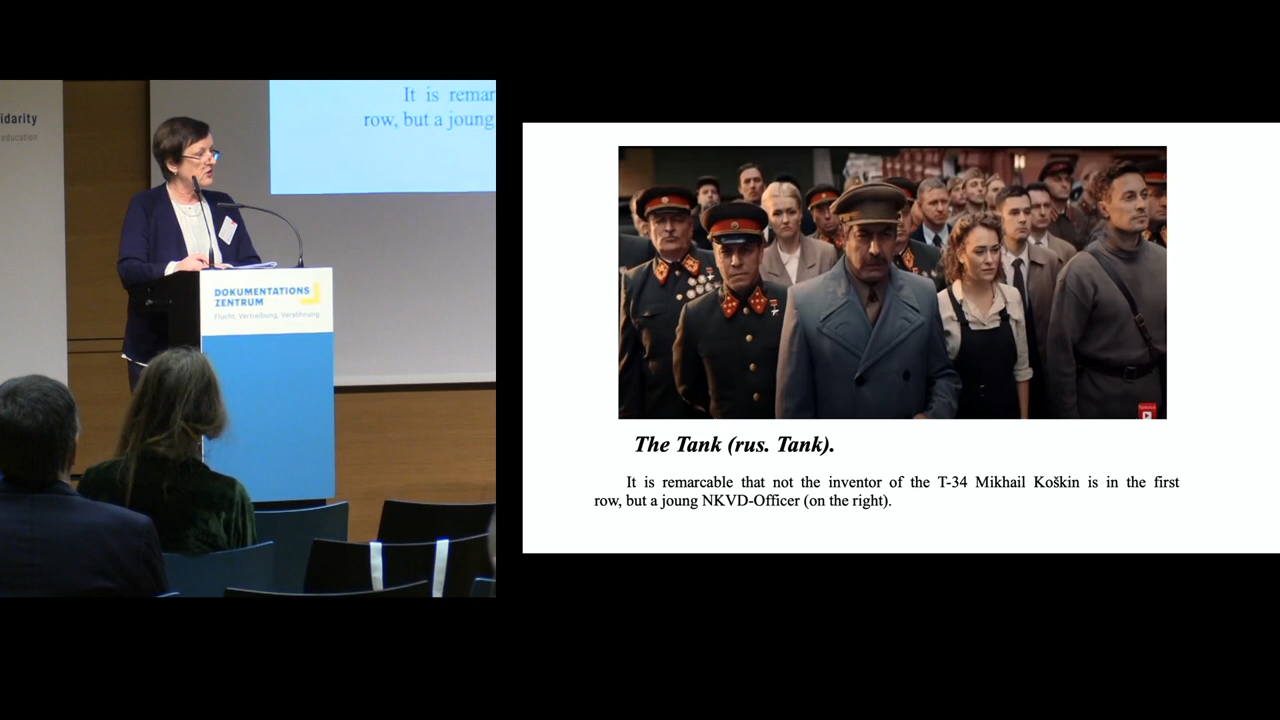 idarity
education
It is remar
row, but a joung
DOKUMENTATIONS
ZENTRUM
Flucht, Vertreibung, Versöhnung
The Tank (rus. Tank).
It is remarcable that not the inventor of the T-34 Mikhail Koškin is in the first
row, but a joung NKVD-Officer (on the right).